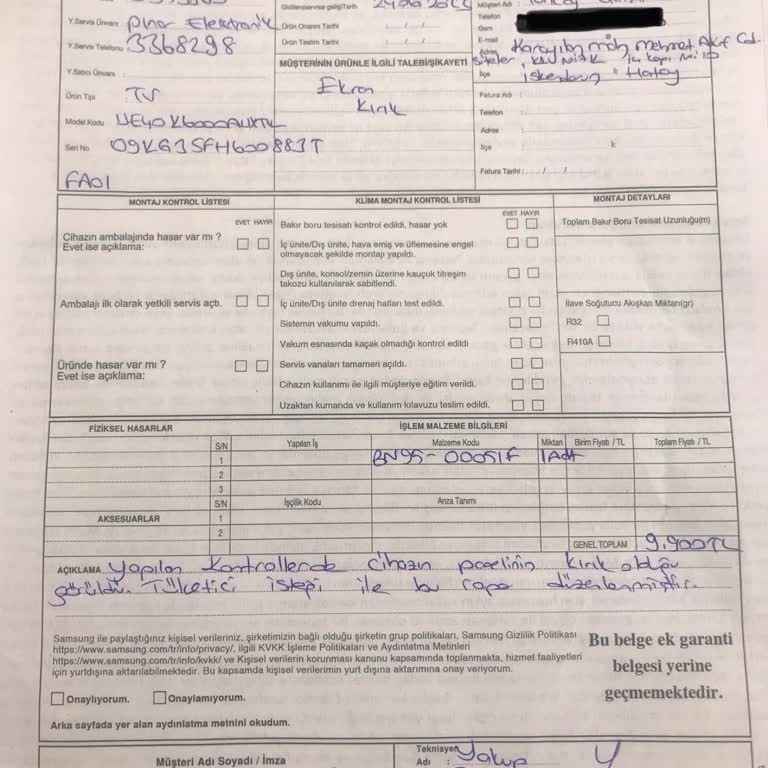 Y.Servis Ünvanı : Pınar Elektronik
Y.Servis Telefonu : 3368298
Y.Satıcı Ünvanı :
Ürün Tipi : TV
Model Kodu : UE40K6000AUXTK
Seri No : 09KG3SFH600883T
FA01
Ürün Onarım Tarihi : ..../..../....
Ürün Teslim Tarihi : ..../..../....
MÜŞTERİNİN ÜRÜNLE İLGİLİ TALEBİ/ŞİKAYETİ
Ekran
Kırık
Müşteri Adı :
Telefon
Gsm
E-mail
Adres
Karayılan mah Mehmet Akif Cad.
İlçe İskenderun Hatay
Fatura Adı :
Telefon :
Adres :
İlçe : İl:
Fatura Tarihi : ..../..../....
MONTAJ KONTROL LİSTESİ
EVET HAYIR
Cihazın ambalajında hasar var mı ?
Evet ise açıklama:
Ambalajı ilk olarak yetkili servis açtı.
Üründe hasar var mı ?
Evet ise açıklama:
KLİMA MONTAJ KONTROL LİSTESİ
EVET HAYIR
Bakır boru tesisatı kontrol edildi, hasar yok
İç ünite/Dış ünite, hava emiş ve üflemesine engel
olmayacak şekilde montajı yapıldı.
Dış ünite, konsol/zemin üzerine kauçuk titreşim
takozu kullanılarak sabitlendi.
İç ünite/Dış ünite drenaj hatları test edildi.
Sistemin vakumu yapıldı.
Vakum esnasında kaçak olmadığı kontrol edildi
Servis vanaları tamamen açıldı.
Cihazın kullanımı ile ilgili müşteriye eğitim verildi.
Uzaktan kumanda ve kullanım kılavuzu teslim edildi.
MONTAJ DETAYLARI
Toplam Bakır Boru Tesisat Uzunluğu(m)
İlave Soğutucu Akışkan Miktarı(gr)
R32
R410A
FİZİKSEL HASARLAR
AKSESUARLAR
İŞLEM MALZEME BİLGİLERİ
S/N Yapılan İş Malzeme Kodu Miktarı Birim Fiyatı / TL Toplam Fiyatı / TL
1 BN95-00051F 1Adt
2
3
S/N İşçilik Kodu Arıza Tanımı
1
2
GENEL TOPLAM 9.900TL
AÇIKLAMA Yapılan kontrollerde cihazın panelinin kırık olduğu
görüldü. Tüketici isteği ile bu rapor düzenlenmiştir.
Samsung ile paylaştığınız kişisel verileriniz, şirketimizin bağlı olduğu şirketin grup politikaları, Samsung Gizlilik Politikası
https://www.samsung.com/tr/info/privacy/, ilgili KVKK İşleme Politikaları ve Aydınlatma Metinleri
https://www.samsung.com/tr/info/kvkk/ ve Kişisel verilerin korunması kanunu kapsamında toplanmakta, hizmet faaliyetleri
için yurtdışına aktarılabilmektedir. Bu kapsamda kişisel verilerimin yurt dışına aktarımına onay veriyorum.
Onaylıyorum. Onaylamıyorum.
Arka sayfada yer alan aydınlatma metnini okudum.
Bu belge ek garanti
belgesi yerine
geçmemektedir.
Müşteri Adı Soyadı / İmza
Teknisyen
Adı : Yakup